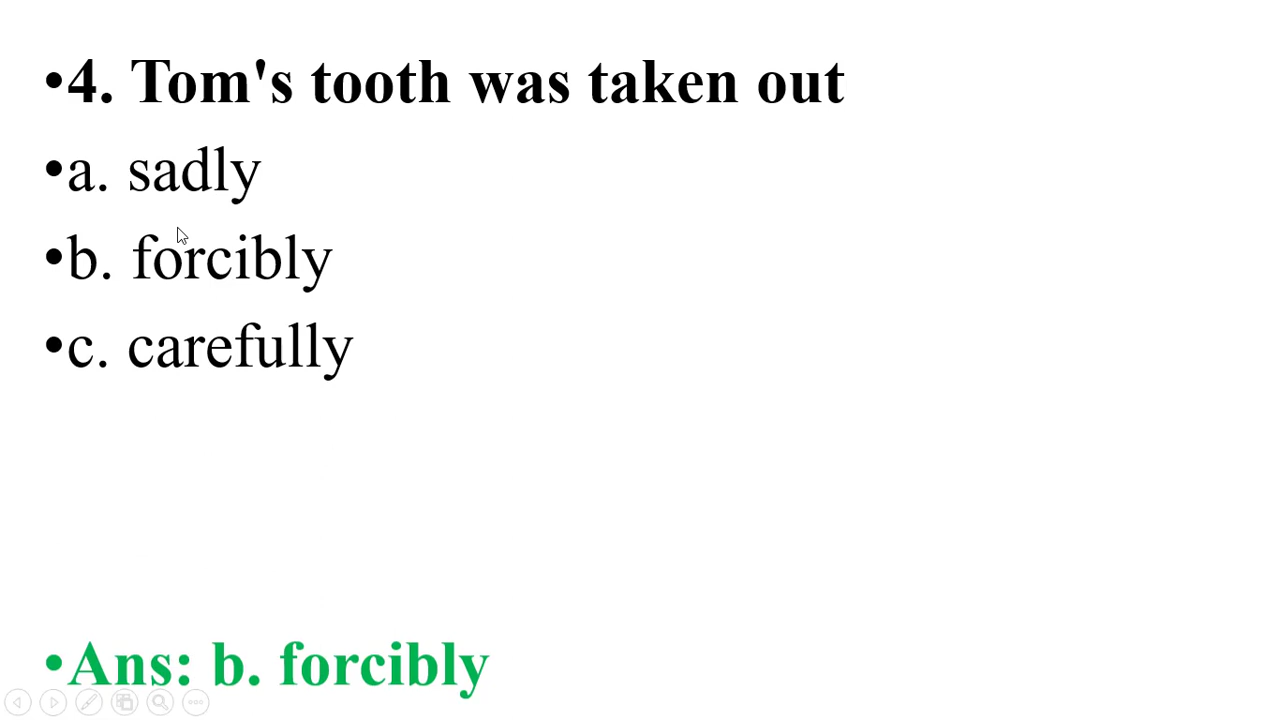 •4. Tom's tooth was taken out
•a. sadly
•b. forcibly
•c. carefully
•Ans: b. forcibly